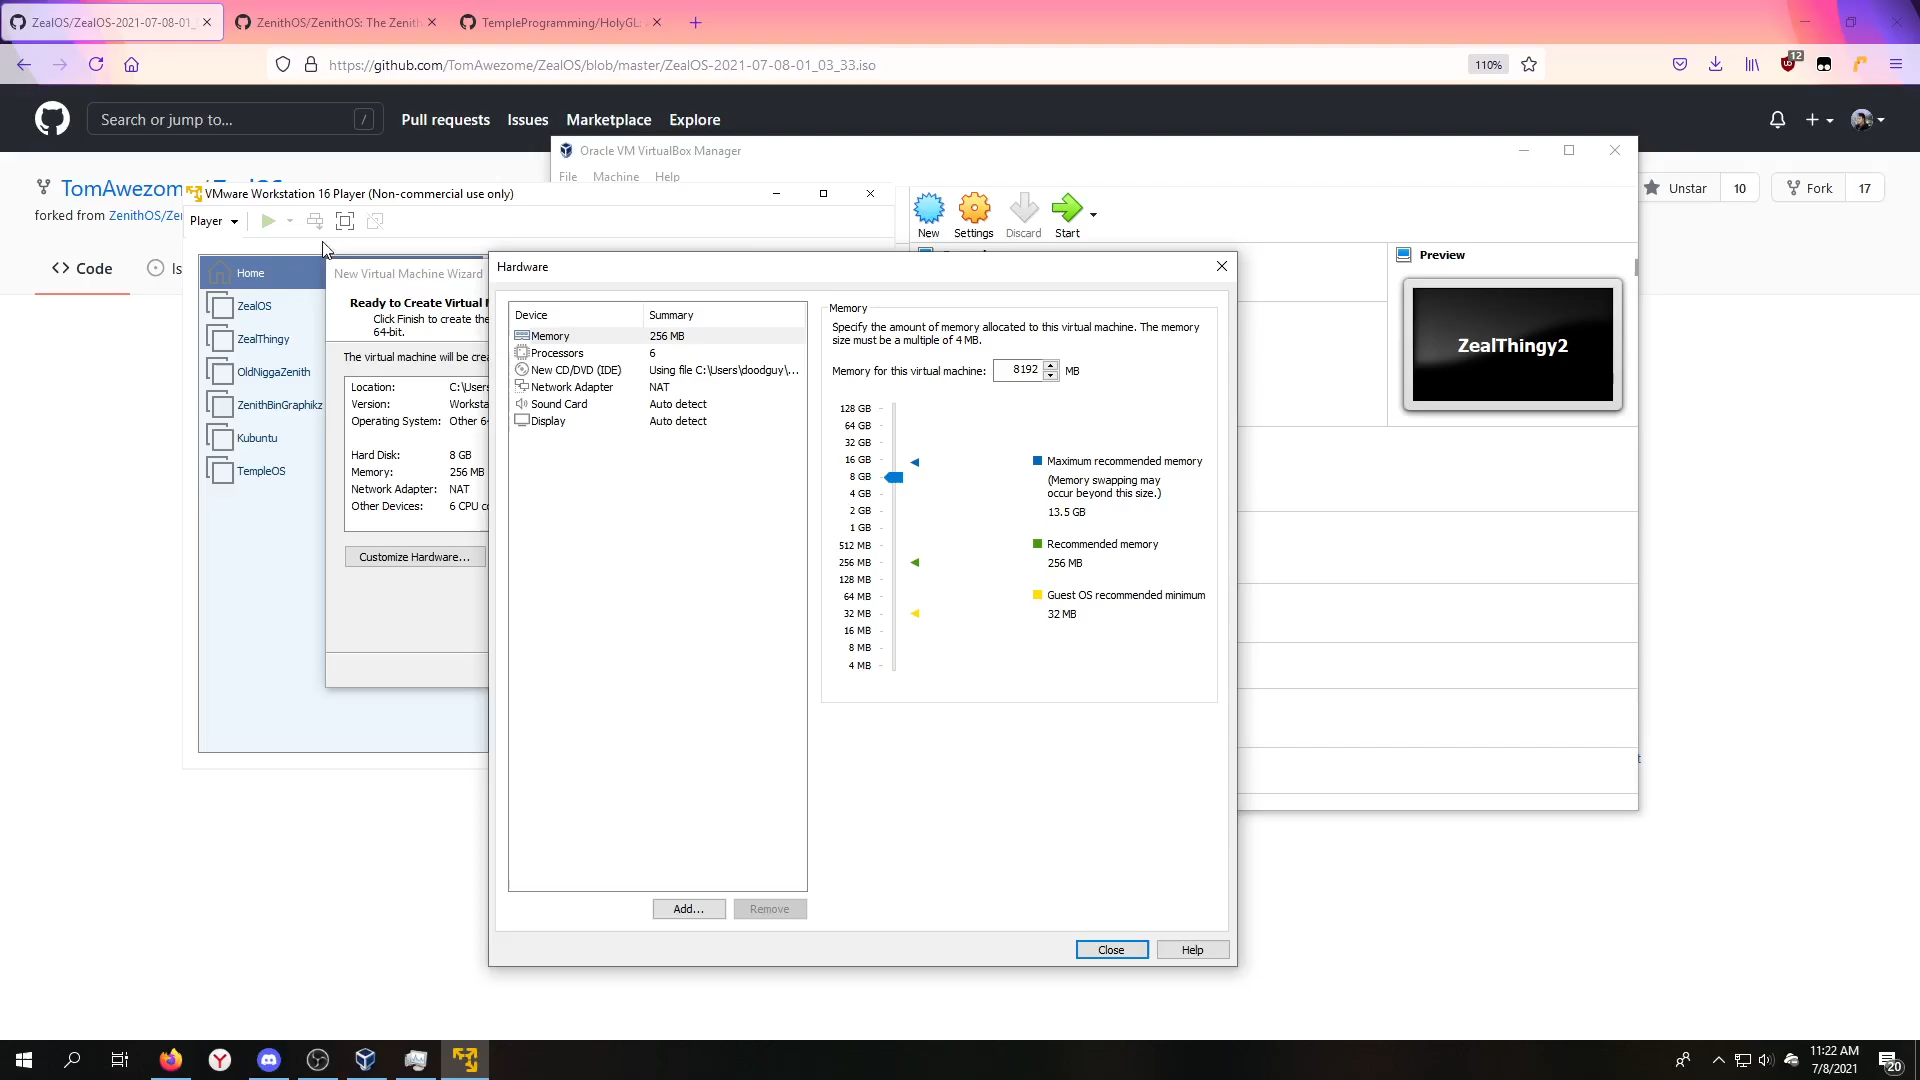 ZealOS/ZealOS-2021-07-08-01_
ZenithOS/ZenithOS: The Zenith
TempleProgramming/HolyGL:
https://github.com/TomAwezome/ZealOS/blob/master/ZealOS-2021-07-08-01_03_33.iso
110%
12
Search or jump to...
/
Pull requests
Issues
Marketplace
Explore
Oracle VM VirtualBox Manager
File
Machine
Help
TomAwezom
forked from ZenithOS/Ze
Code
Is
Unstar
10
Fork
17
VMware Workstation 16 Player (Non-commercial use only)
Player
New
Settings
Discard
Start
Preview
ZealThingy2
Home
ZealOS
ZealThingy
OldNiggaZenith
ZenithBinGraphikz
Kubuntu
TempleOS
New Virtual Machine Wizard
Ready to Create Virtual
Click Finish to create the
64-bit.
The virtual machine will be crea
Location: C:\Users
Version: Worksta
Operating System: Other 6
Hard Disk: 8 GB
Memory: 256 MB
Network Adapter: NAT
Other Devices: 6 CPU co
Customize Hardware...
Hardware
Device Summary
Memory 256 MB
Processors 6
New CD/DVD (IDE) Using file C:\Users\doodguy\...
Network Adapter NAT
Sound Card Auto detect
Display Auto detect
Add...
Remove
Memory
Specify the amount of memory allocated to this virtual machine. The memory
size must be a multiple of 4 MB.
Memory for this virtual machine: 8192 MB
128 GB
64 GB
32 GB
16 GB
8 GB
4 GB
2 GB
1 GB
512 MB
256 MB
128 MB
64 MB
32 MB
16 MB
8 MB
4 MB
Maximum recommended memory
(Memory swapping may
occur beyond this size.)
13.5 GB
Recommended memory
256 MB
Guest OS recommended minimum
32 MB
Close
Help
11:22 AM
7/8/2021
20